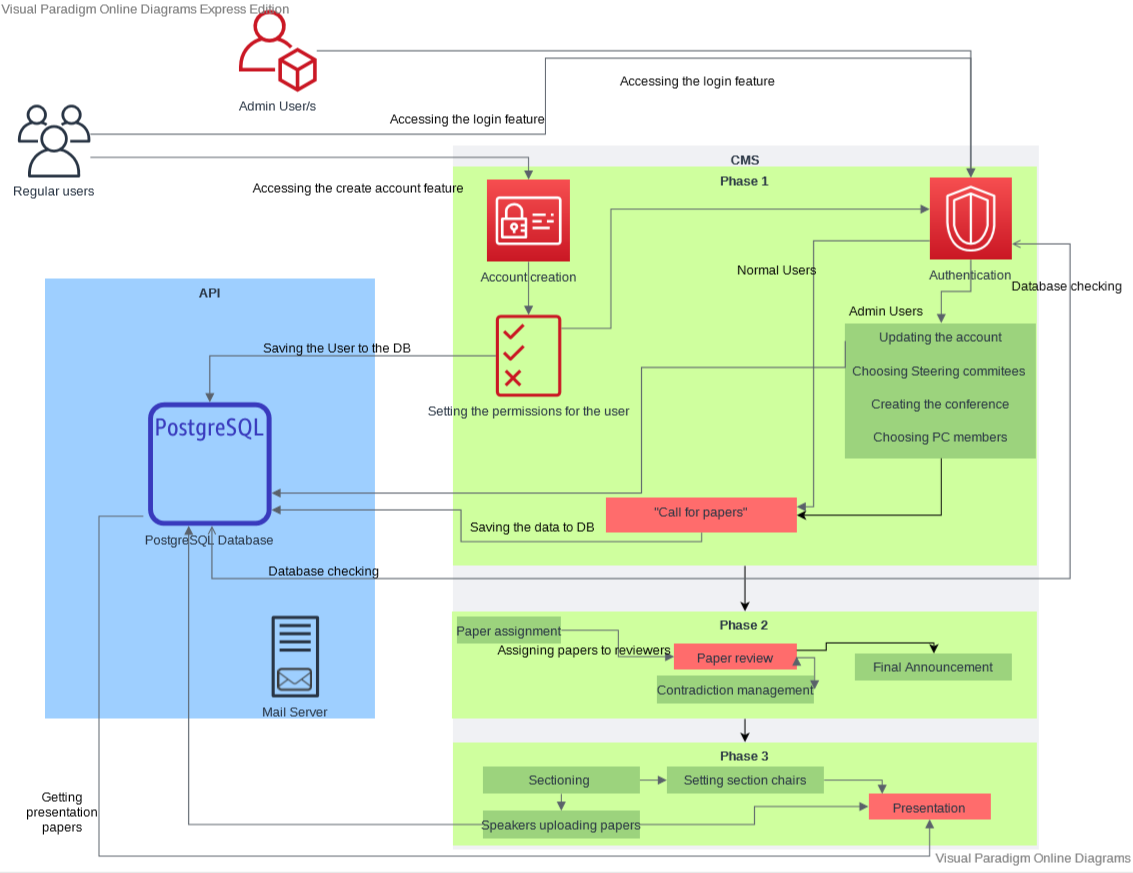 Visual Paradigm Online Diagrams Express Edition
Admin User/s
Accessing the login feature
Accessing the login feature
Regular users
Accessing the create account feature
CMS
Phase 1
Account creation
Authentication
Normal Users
Database checking
Admin Users
Updating the account
Choosing Steering commitees
Creating the conference
Choosing PC members
API
Saving the User to the DB
Setting the permissions for the user
PostgreSQL
PostgreSQL Database
"Call for papers"
Saving the data to DB
Database checking
Mail Server
Phase 2
Paper assignment
Assigning papers to reviewers
Paper review
Final Announcement
Contradiction management
Phase 3
Sectioning
Setting section chairs
Presentation
Speakers uploading papers
Getting
presentation
papers
Visual Paradigm Online Diagrams